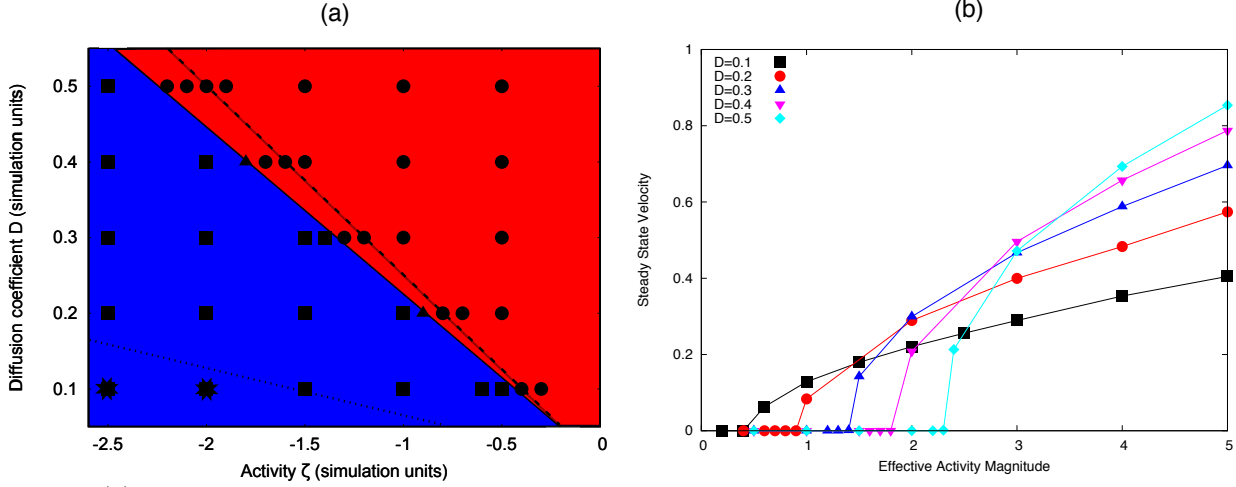 (a)
Diffusion coefficient D (simulation units)
0.5
0.4
0.3
0.2
0.1
-2.5 -2 -1.5 -1 -0.5 0
Activity ζ (simulation units)
(b)
Steady State Velocity
1
0.8
0.6
0.4
0.2
0
D=0.1
D=0.2
D=0.3
D=0.4
D=0.5
0 1 2 3 4 5
Effective Activity Magnitude